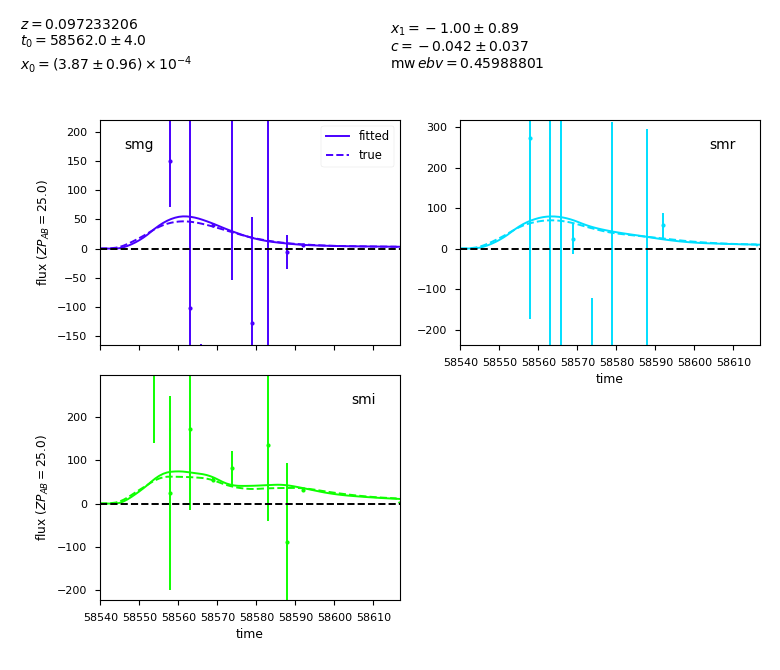 z = 0.097233206
t₀ = 58562.0 ± 4.0
x₀ = (3.87 ± 0.96) × 10⁻⁴
x₁ = −1.00 ± 0.89
c = −0.042 ± 0.037
mw ebv = 0.45988801
smg
fitted
true
200
150
100
50
0
−50
−100
−150
flux (ZP_AB = 25.0)
smr
300
200
100
0
−100
−200
58540 58550 58560 58570 58580 58590 58600 58610
time
smi
200
100
0
−100
−200
flux (ZP_AB = 25.0)
58540 58550 58560 58570 58580 58590 58600 58610
time